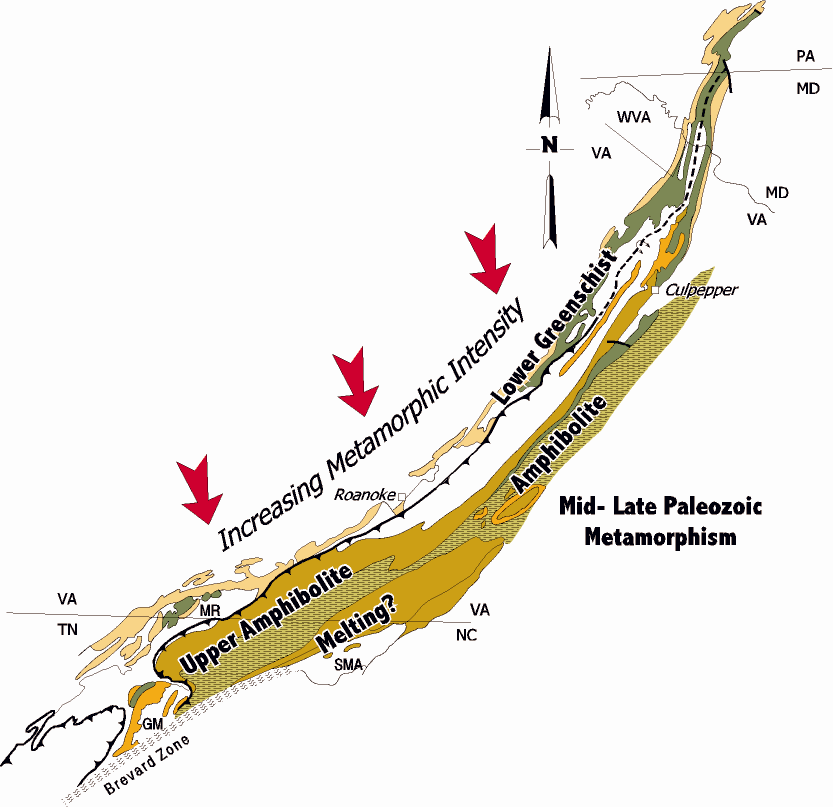 PA
MD
WVA
N
VA
MD
VA
Culpepper
Lower Greenschist
Increasing Metamorphic Intensity
Amphibolite
Roanoke
Mid- Late Paleozoic
Metamorphism
VA
TN
MR
Upper Amphibolite
Melting?
VA
NC
SMA
GM
Brevard Zone